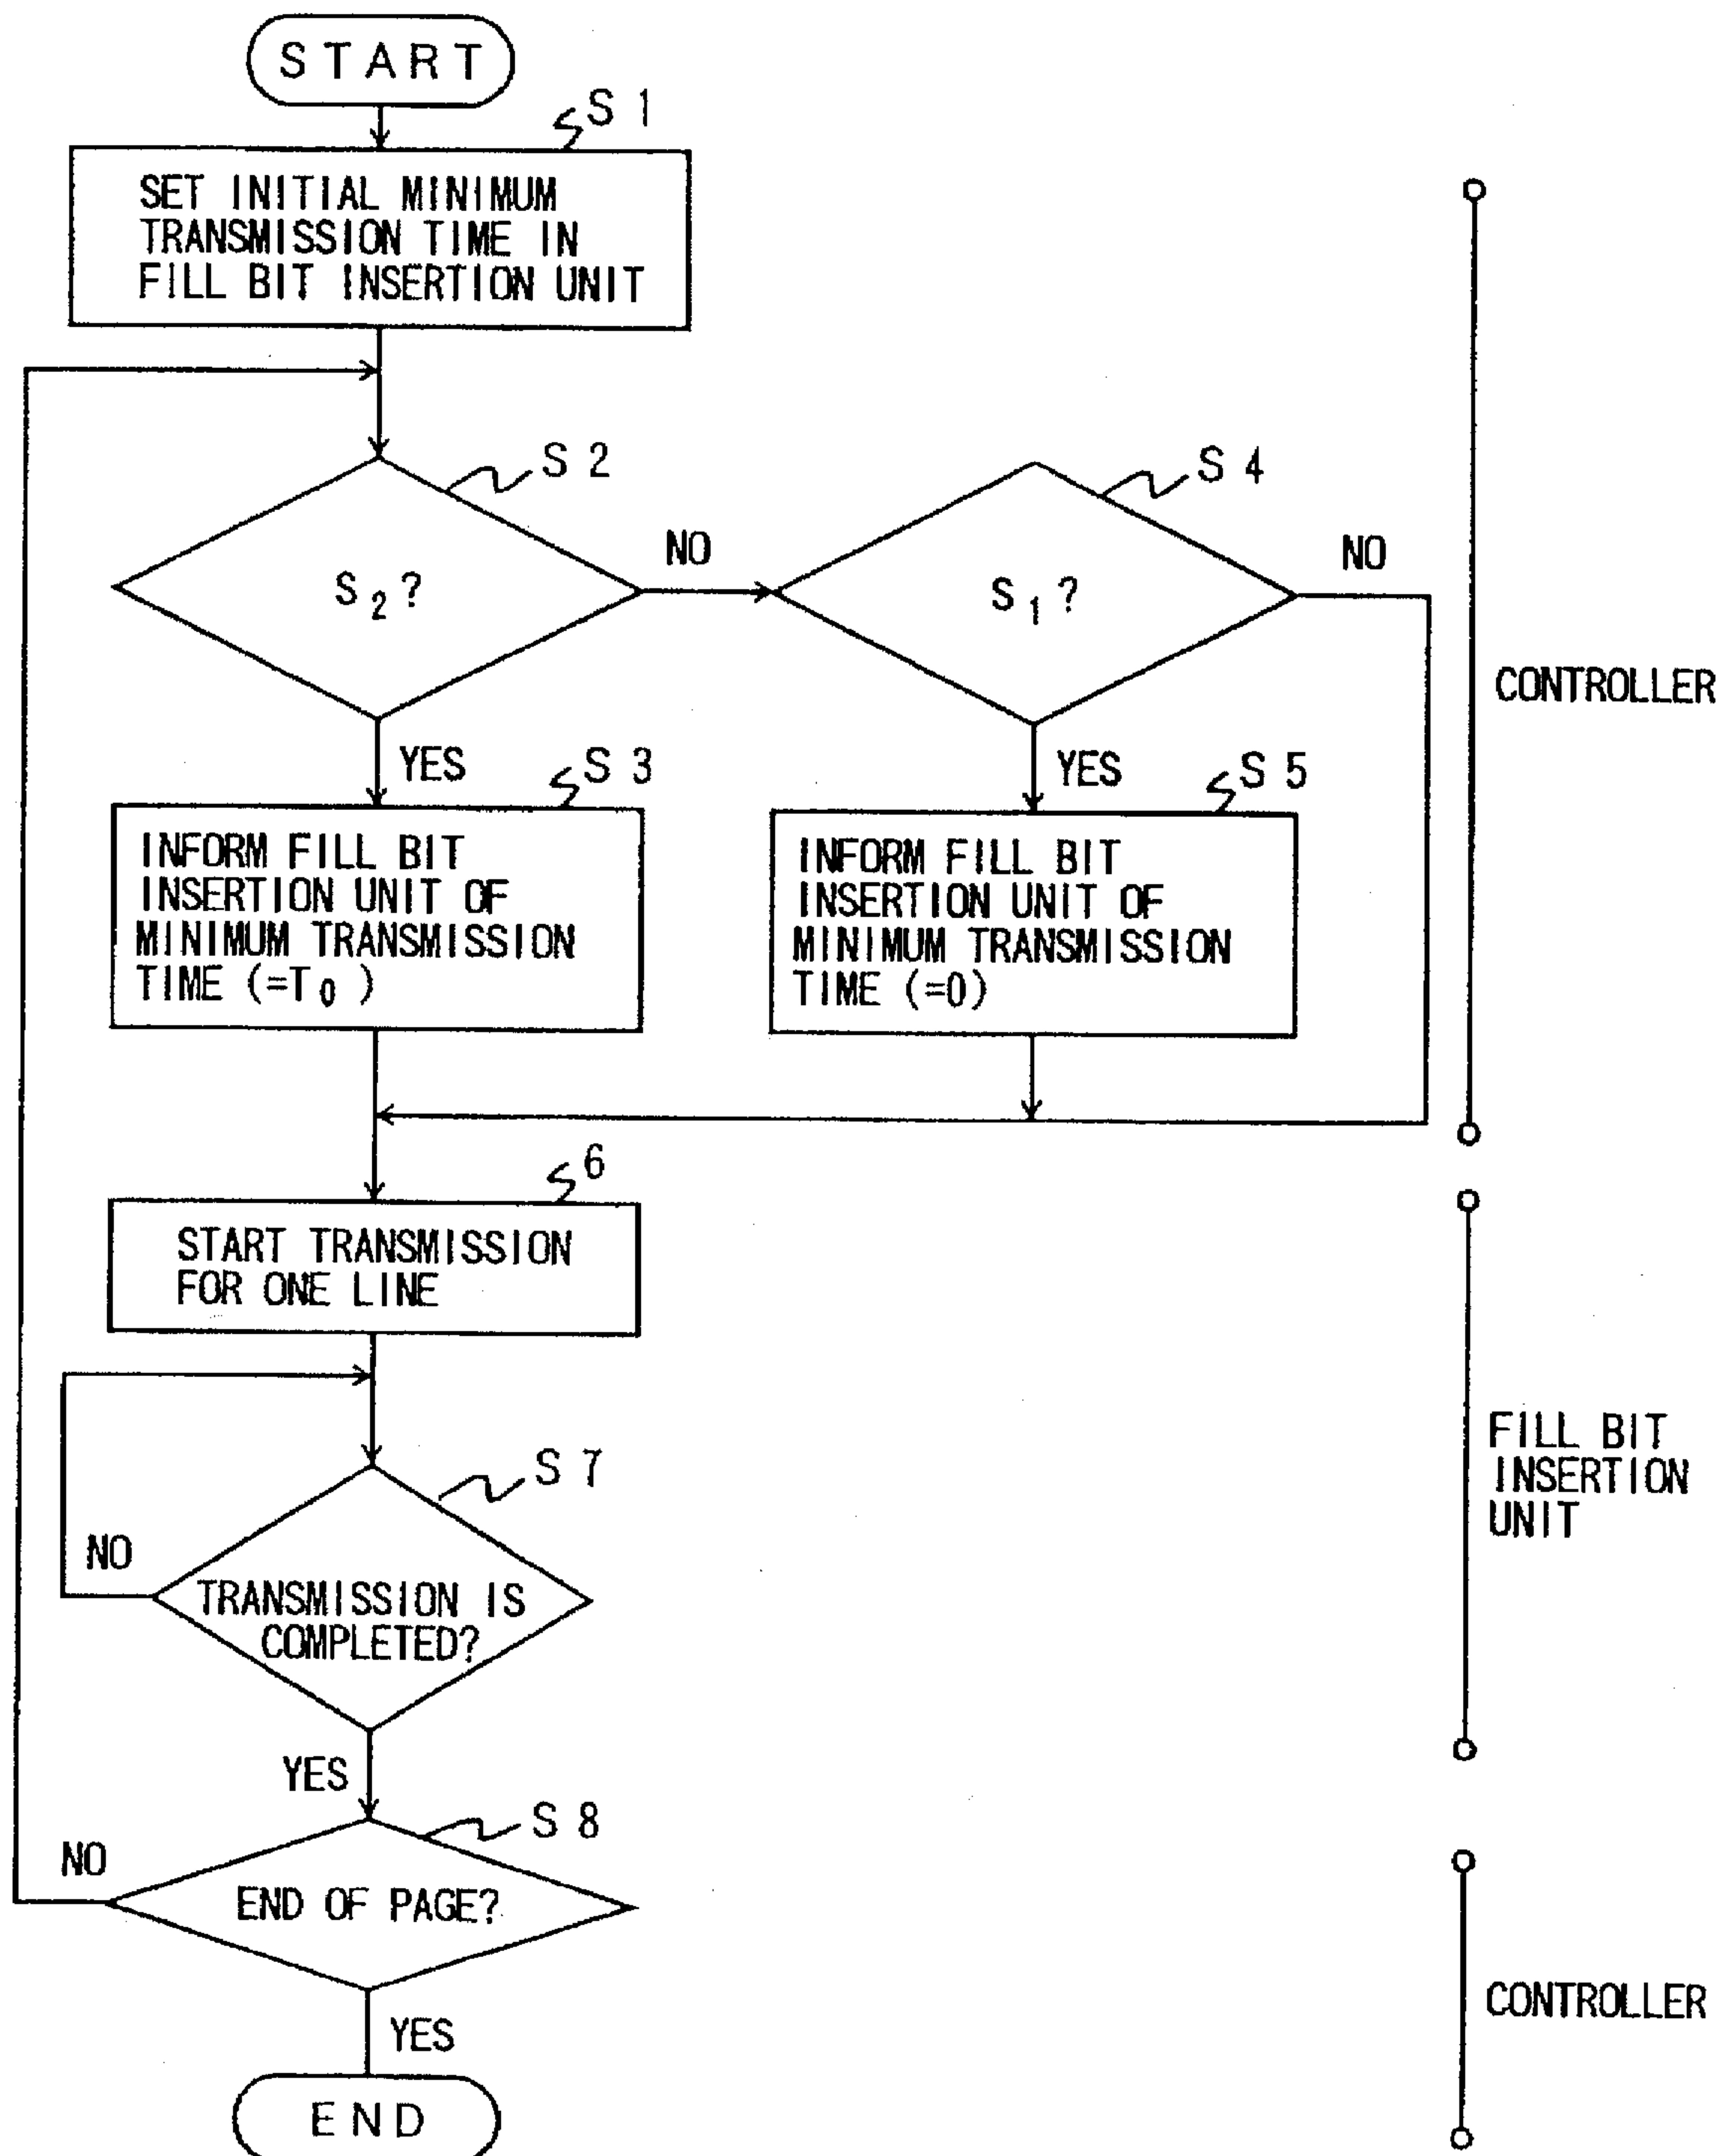 START
S 1
SET INITIAL MINIMUM
TRANSMISSION TIME IN
FILL BIT INSERTION UNIT
S 2
S₂?
NO
S 4
S₁?
NO
YES
S 3
INFORM FILL BIT
INSERTION UNIT OF
MINIMUM TRANSMISSION
TIME (=T₀)
YES
S 5
INFORM FILL BIT
INSERTION UNIT OF
MINIMUM TRANSMISSION
TIME (=0)
CONTROLLER
6
START TRANSMISSION
FOR ONE LINE
S 7
TRANSMISSION IS
COMPLETED?
NO
YES
FILL BIT
INSERTION
UNIT
S 8
END OF PAGE?
NO
YES
CONTROLLER
END